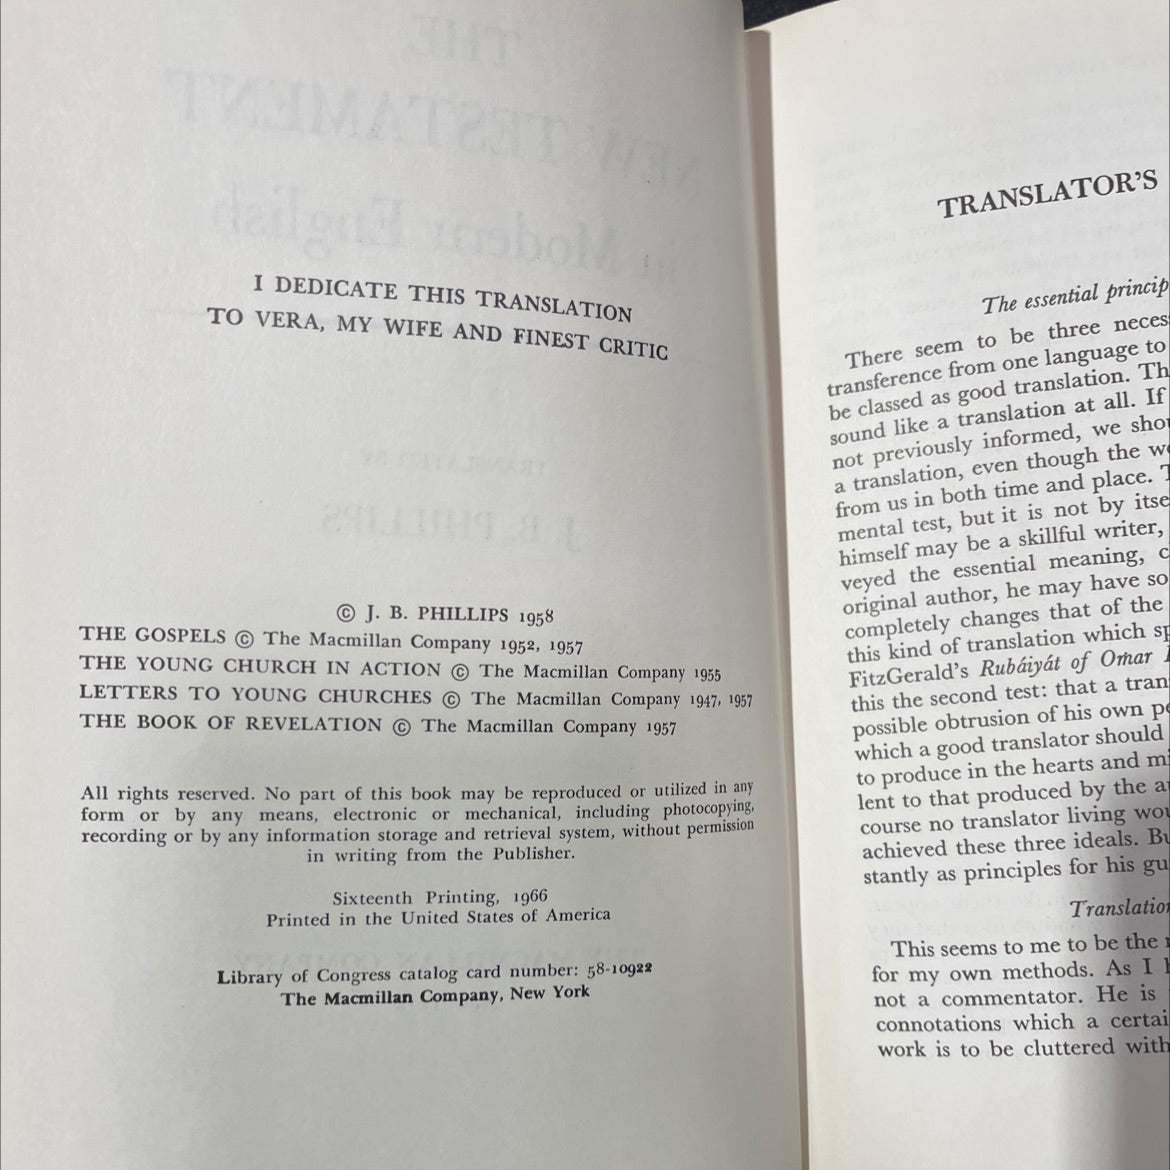 I DEDICATE THIS TRANSLATION
TO VERA, MY WIFE AND FINEST CRITIC
© J. B. PHILLIPS 1958
THE GOSPELS © The Macmillan Company 1952, 1957
THE YOUNG CHURCH IN ACTION © The Macmillan Company 1955
LETTERS TO YOUNG CHURCHES © The Macmillan Company 1947, 1957
THE BOOK OF REVELATION © The Macmillan Company 1957
All rights reserved. No part of this book may be reproduced or utilized in any
form or by any means, electronic or mechanical, including photocopying,
recording or by any information storage and retrieval system, without permission
in writing from the Publisher.
Sixteenth Printing, 1966
Printed in the United States of America
Library of Congress catalog card number: 58-10922
The Macmillan Company, New York
TRANSLATOR'S
The essential princip
There seem to be three neces
transference from one language to
be classed as good translation. Th
sound like a translation at all. If
not previously informed, we shou
a translation, even though the w
from us in both time and place. T
mental test, but it is not by itse
himself may be a skillful writer,
veyed the essential meaning, c
original author, he may have so
completely changes that of the
this kind of translation which sp
FitzGerald's Rubáiyát of Omar
this the second test: that a tran
possible obtrusion of his own pe
which a good translator should
to produce in the hearts and mi
lent to that produced by the a
course no translator living wou
achieved these three ideals. Bu
stantly as principles for his gu
Translation
This seems to me to be the
for my own methods. As I
not a commentator. He is
connotations which a certai
work is to be cluttered with